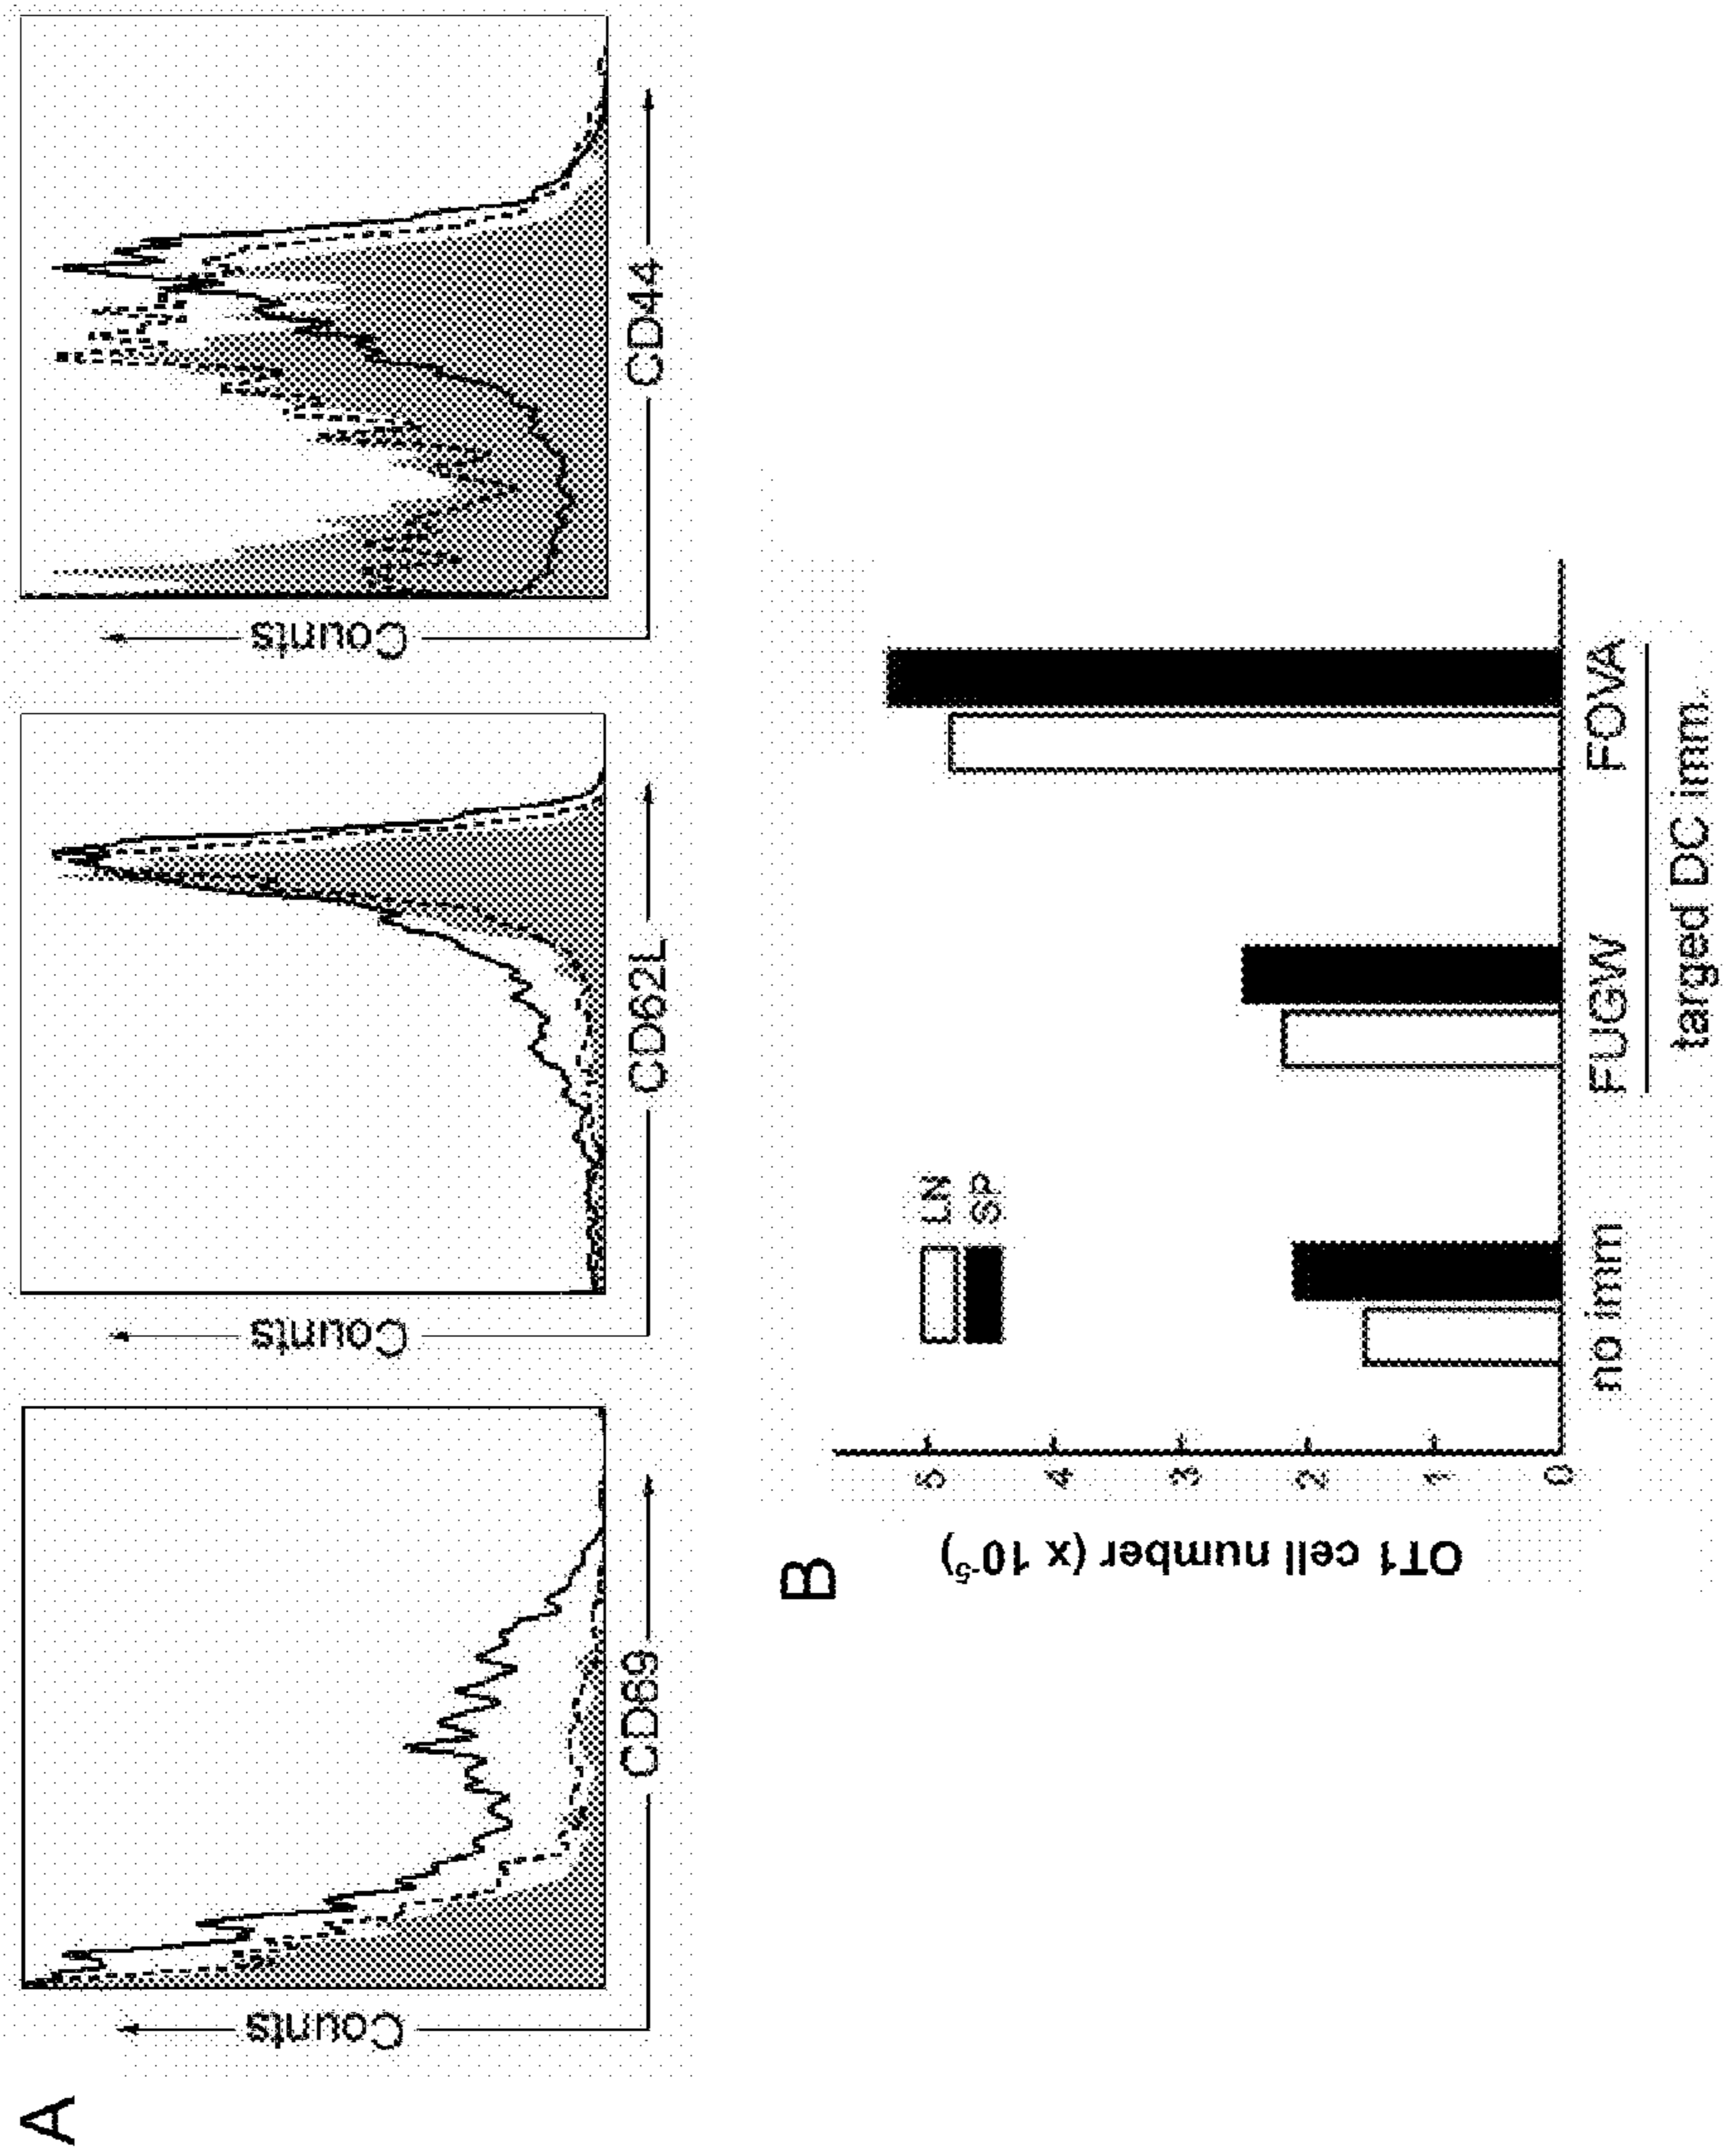 A
Counts
CD69
Counts
CD62L
Counts
CD44
B
OT1 cell number (x 10⁻⁵)
5
4
3
2
1
0
LN
SP
no imm
FUGW
FOVA
targed DC imm.